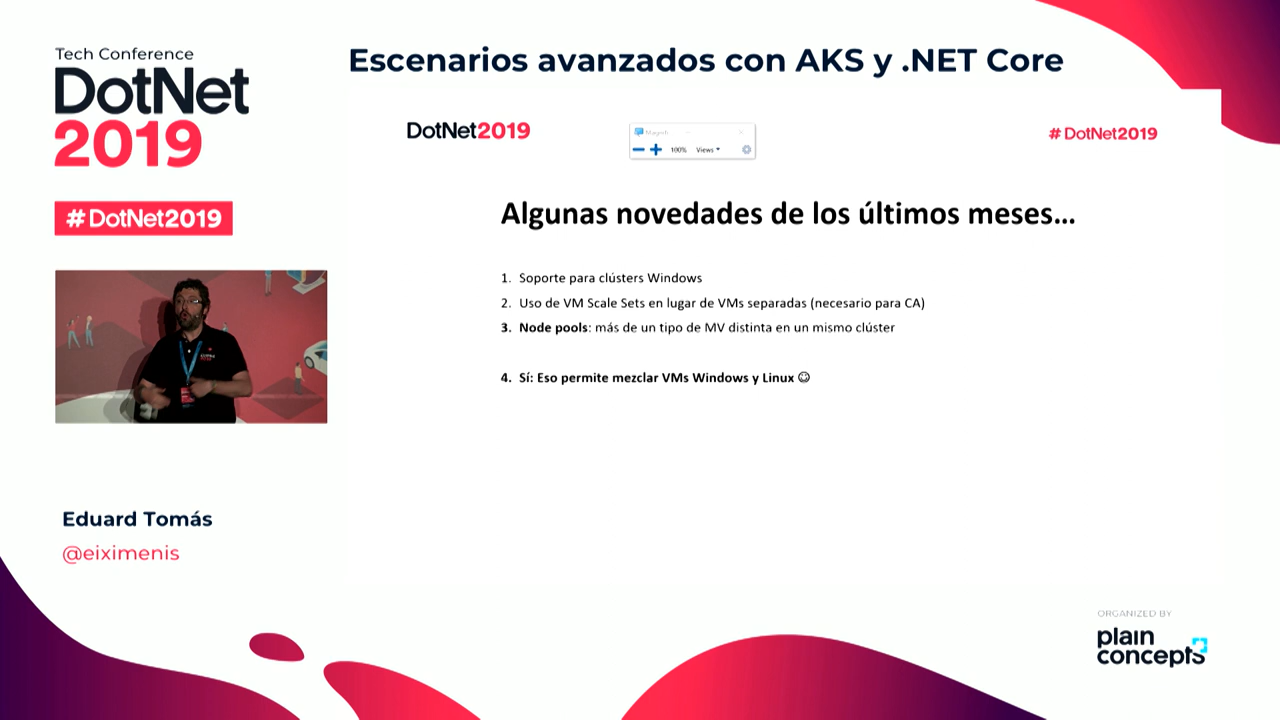 Tech Conference
DotNet
2019
#DotNet2019
Escenarios avanzados con AKS y .NET Core
DotNet2019
100%
Views
#DotNet2019
Algunas novedades de los últimos meses...
1. Soporte para clústers Windows
2. Uso de VM Scale Sets en lugar de VMs separadas (necesario para CA)
3. Node pools: más de un tipo de MV distinta en un mismo clúster
4. Sí: Eso permite mezclar VMs Windows y Linux ☺
Eduard Tomás
@eiximenis
ORGANIZED BY
plain
concepts